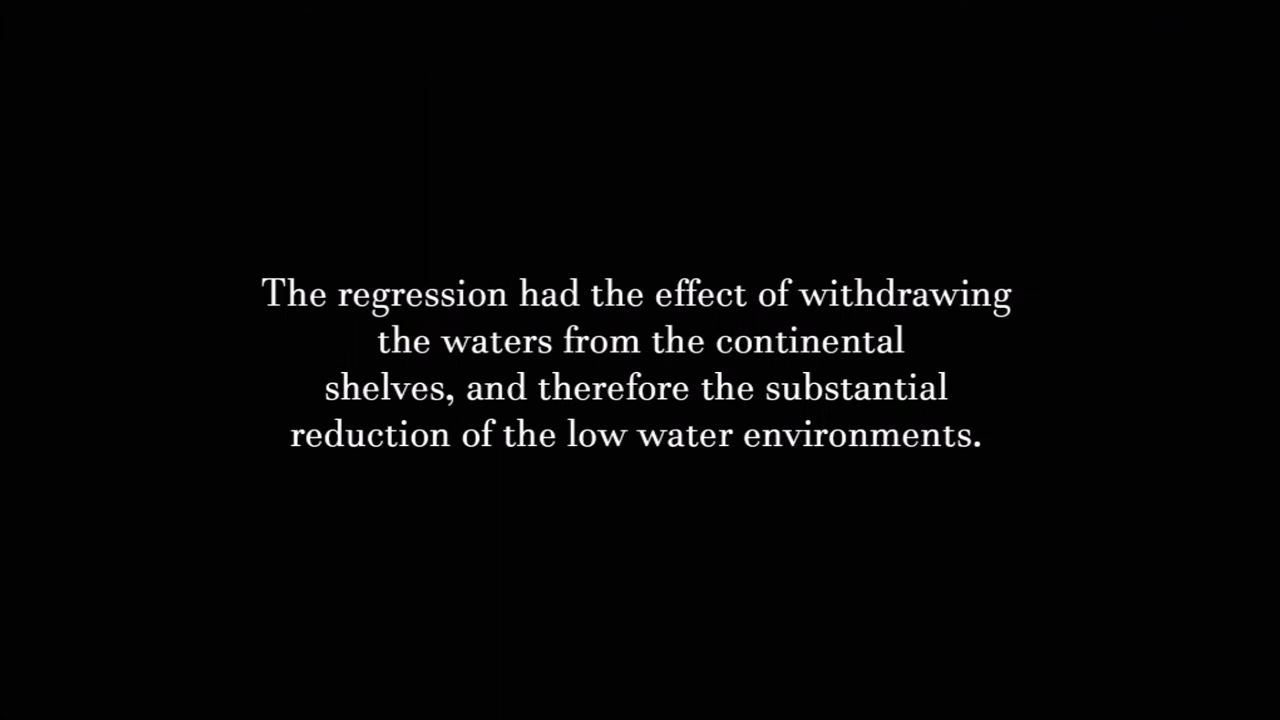 The regression had the effect of withdrawing
the waters from the continental
shelves, and therefore the substantial
reduction of the low water environments.